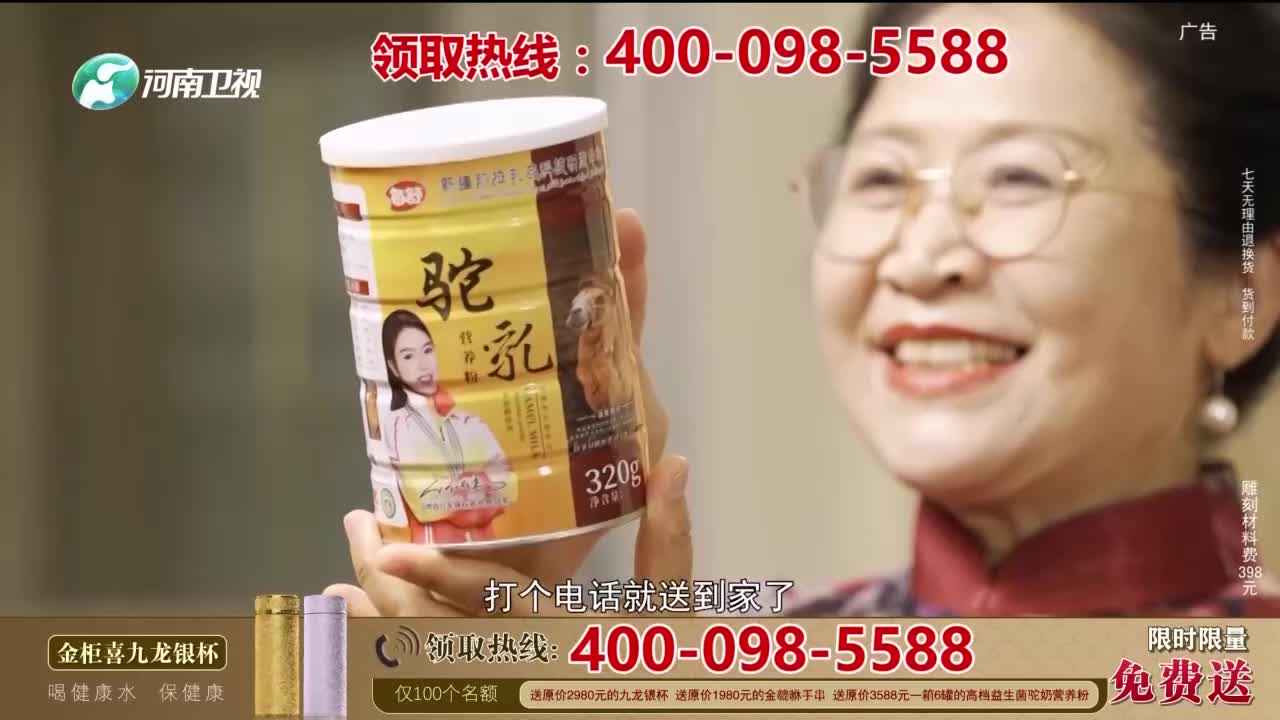 领取热线：400-098-5588
广告
河南卫视
驼乳
营养粉
CAMEL MILK
320g
净含量
七天无理由退换货 货到付款
雕刻材料费398元
打个电话就送到家了
金柜喜九龙银杯
喝健康水 保健康
领取热线: 400-098-5588
仅100个名额
送原价2980元的九龙银杯 送原价1980元的金貔貅手串 送原价3588元一箱6罐的高档益生菌驼奶营养粉
限时限量
免费送